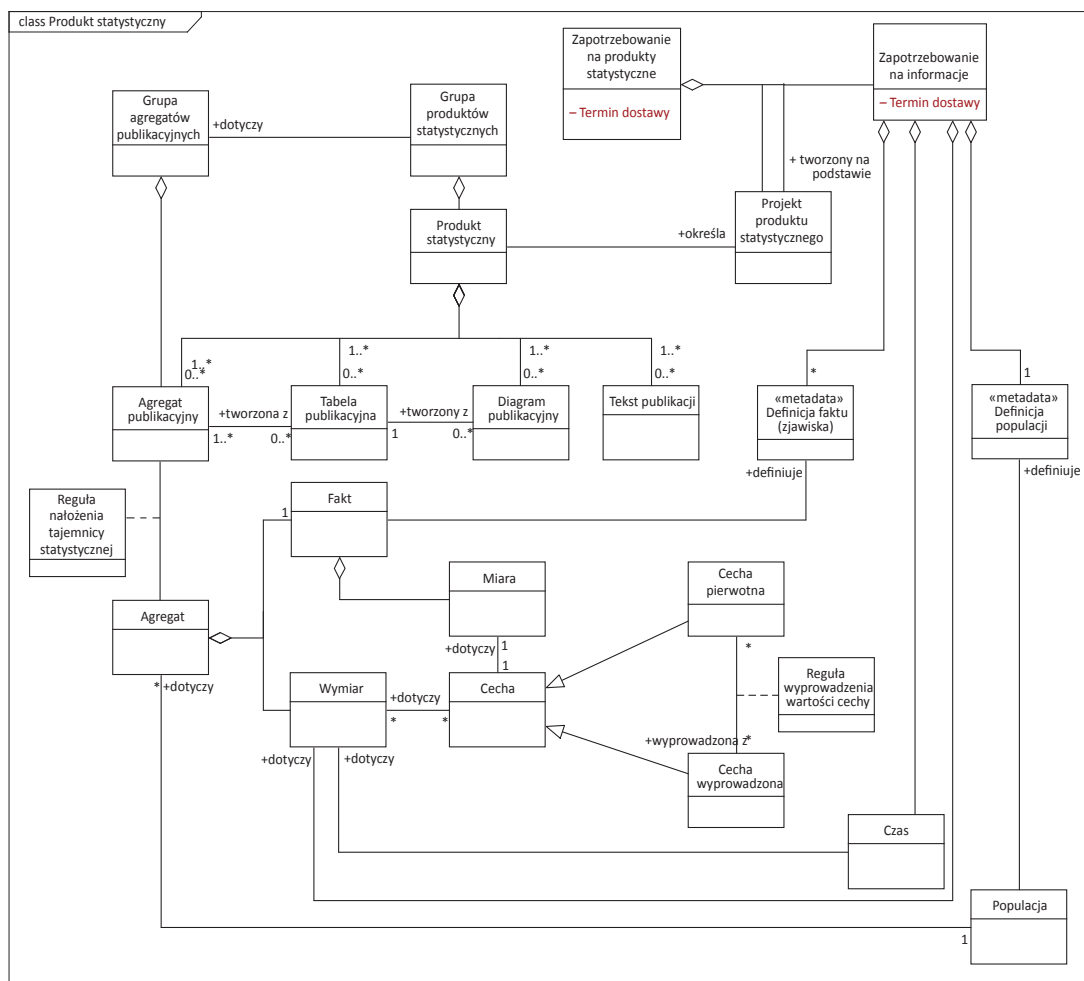 class Produkt statystyczny
Zapotrzebowanie
na produkty
statystyczne
– Termin dostawy
Zapotrzebowanie
na informacje
– Termin dostawy
Grupa
agregatów
publikacyjnych
+dotyczy
Grupa
produktów
statystycznych
+ tworzony na
podstawie
Produkt
statystyczny
+określa
Projekt
produktu
statystycznego
1..*
0..*
1..*
0..*
1..*
0..*
1..*
0..*
*
1
Agregat
publikacyjny
+tworzona z
1..*
0..*
Tabela
publikacyjna
+tworzony z
1
0..*
Diagram
publikacyjny
Tekst publikacji
«metadata»
Definicja faktu
(zjawiska)
«metadata»
Definicja
populacji
+definiuje
+definiuje
Reguła
nałożenia
tajemnicy
statystycznej
1
Fakt
Miara
Cecha
pierwotna
Agregat
+dotyczy
1
1
*
* +dotyczy
Wymiar
+dotyczy
*
*
Cecha
Reguła
wyprowadzenia
wartości cechy
+wyprowadzona z
*
+dotyczy
+dotyczy
Cecha
wyprowadzona
Czas
Populacja
1